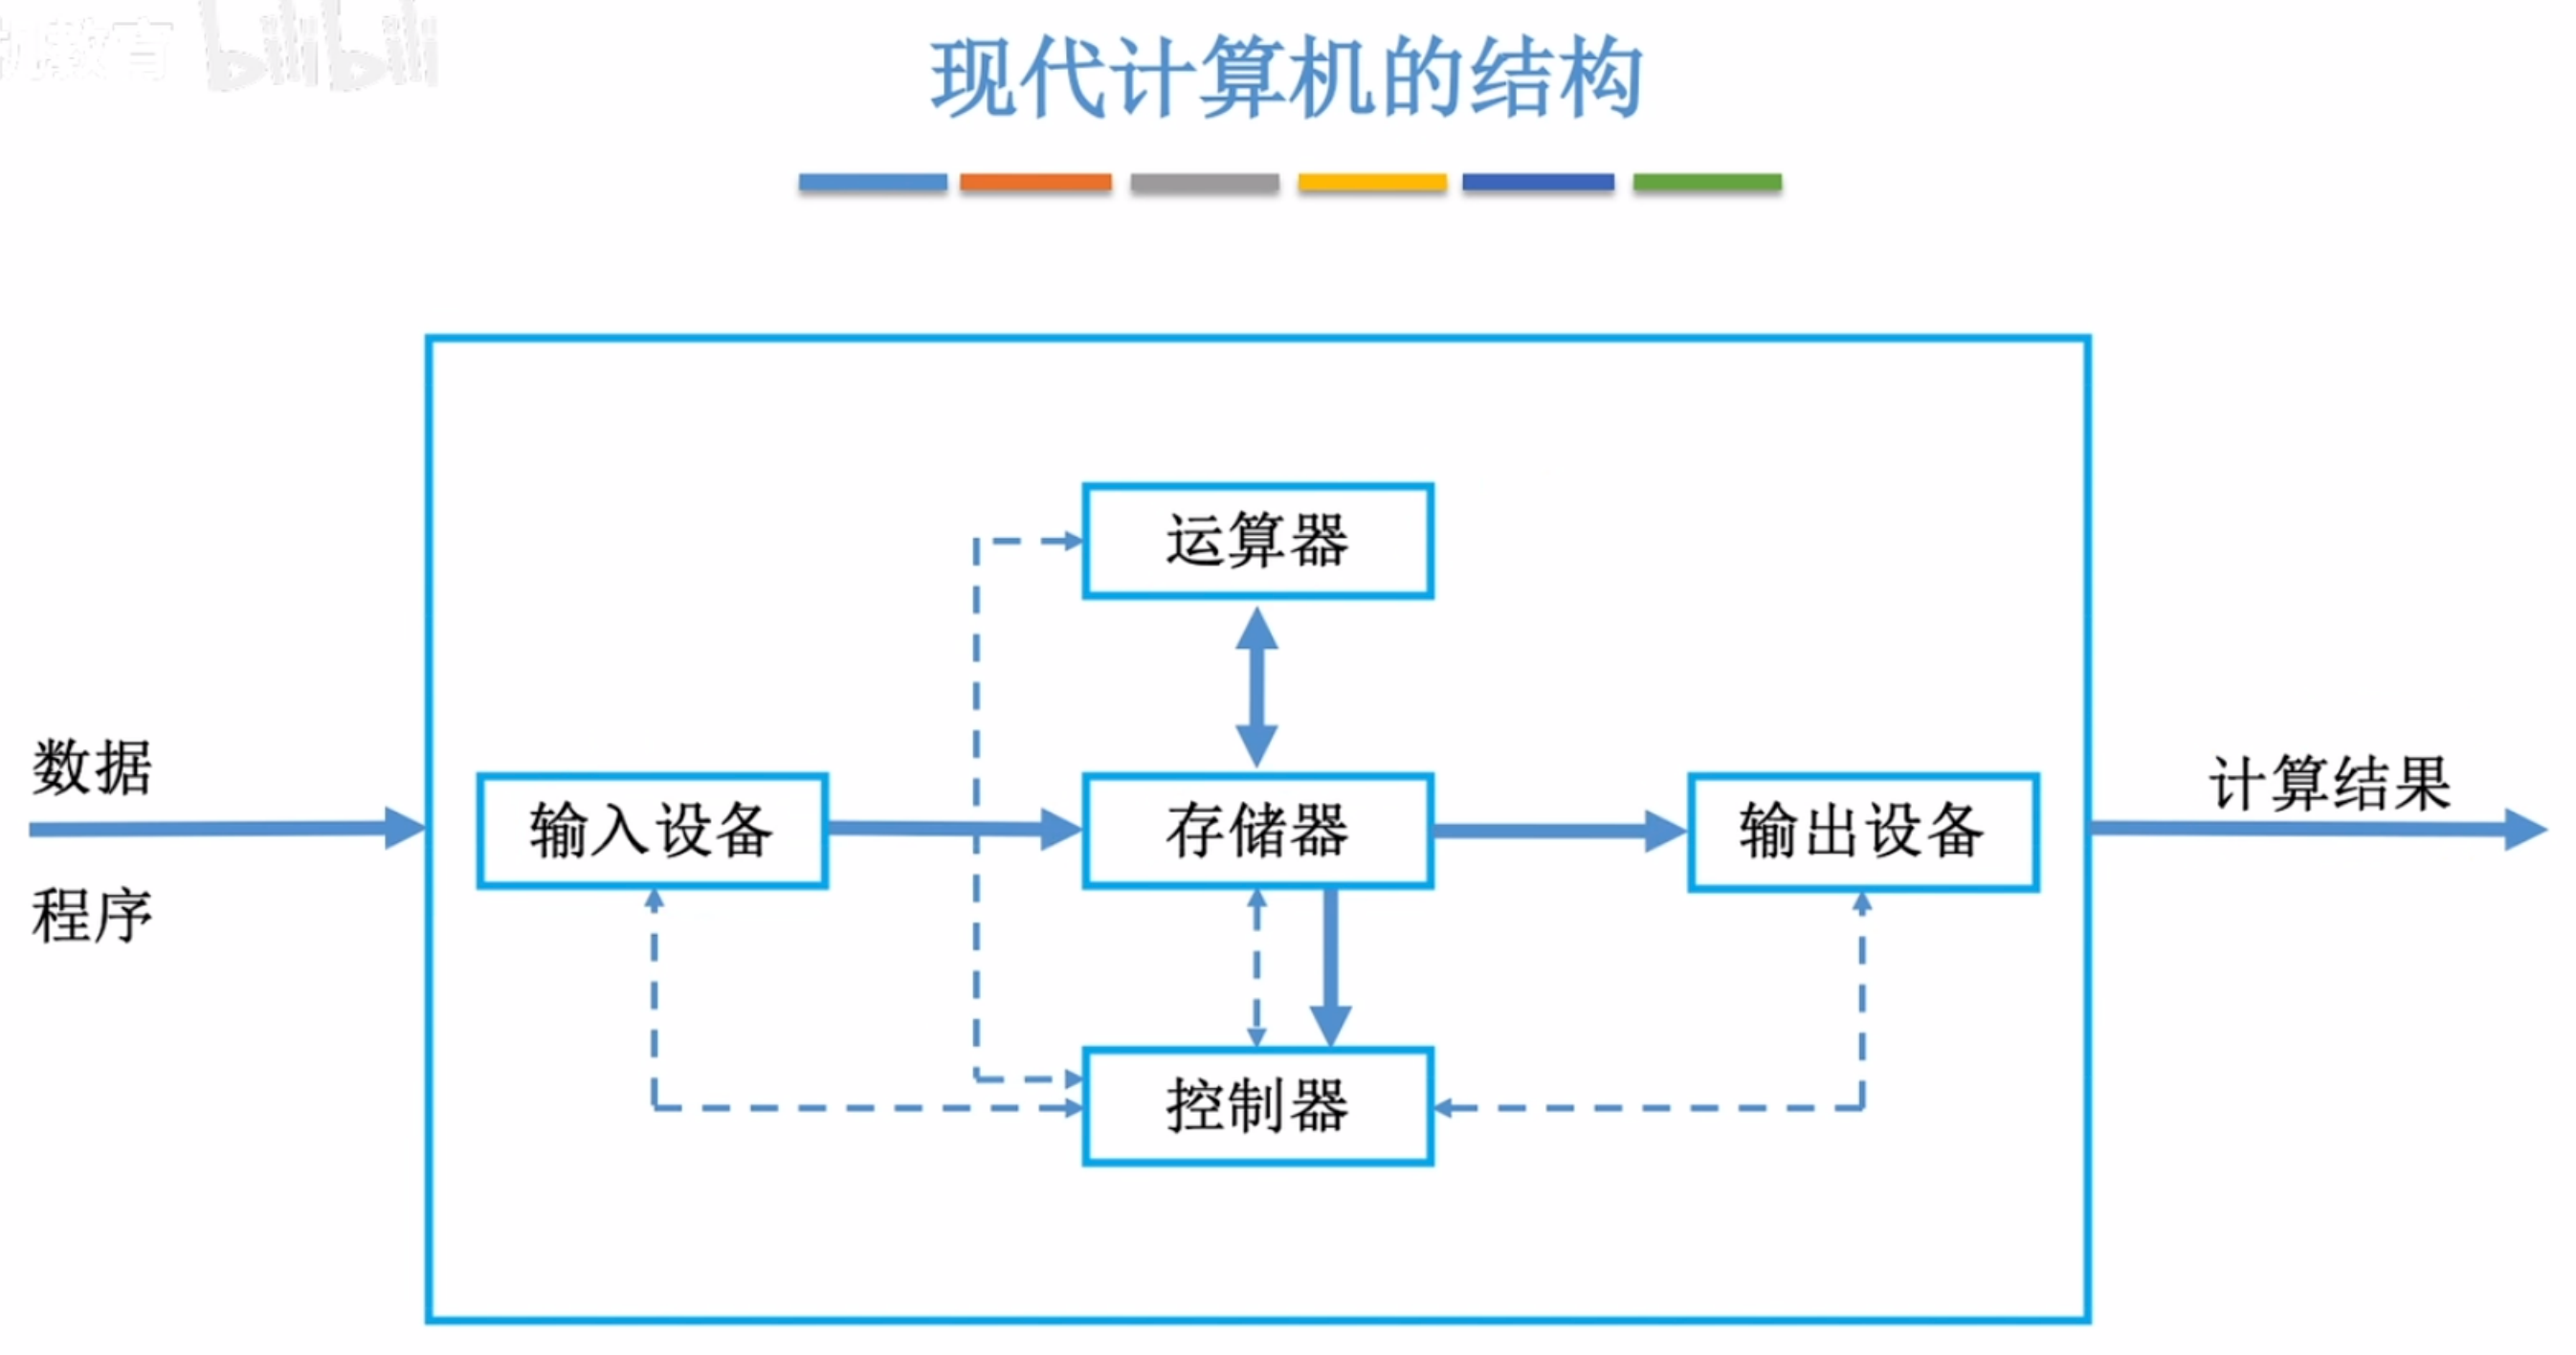 教育 bilibili
现代计算机的结构
运算器
数据
程序
输入设备
存储器
输出设备
计算结果
控制器